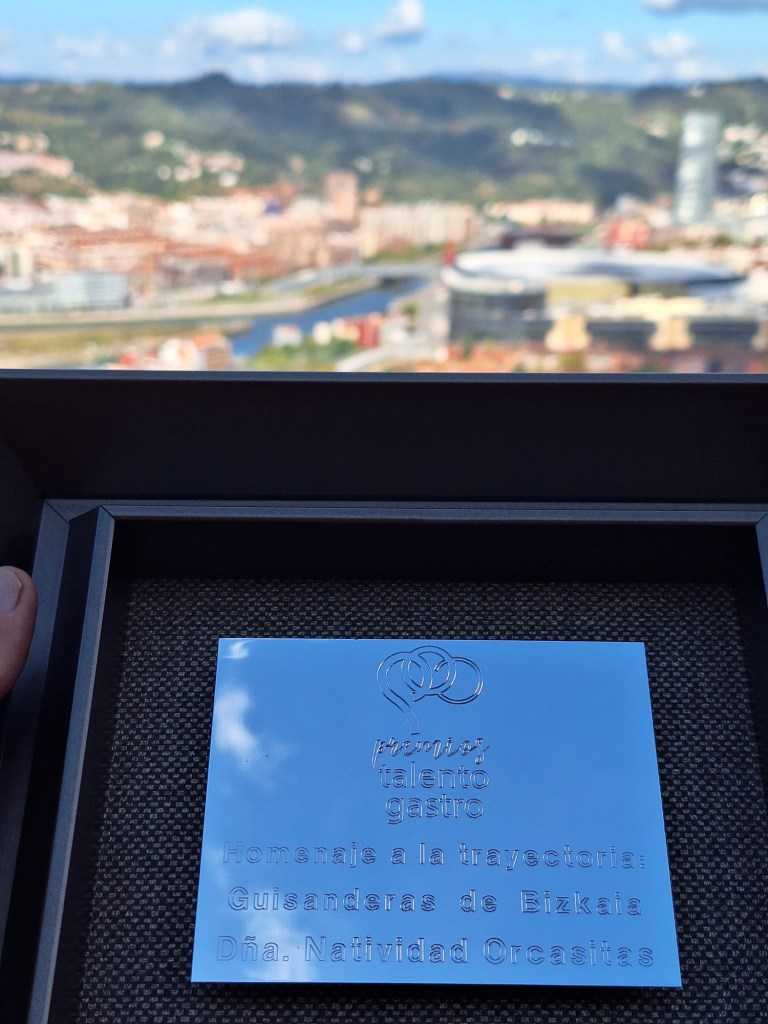 premios
talento
gastro
Homenaje a la trayectoria:
Guisanderas de Bizkaia
Dña. Natividad Orcasitas